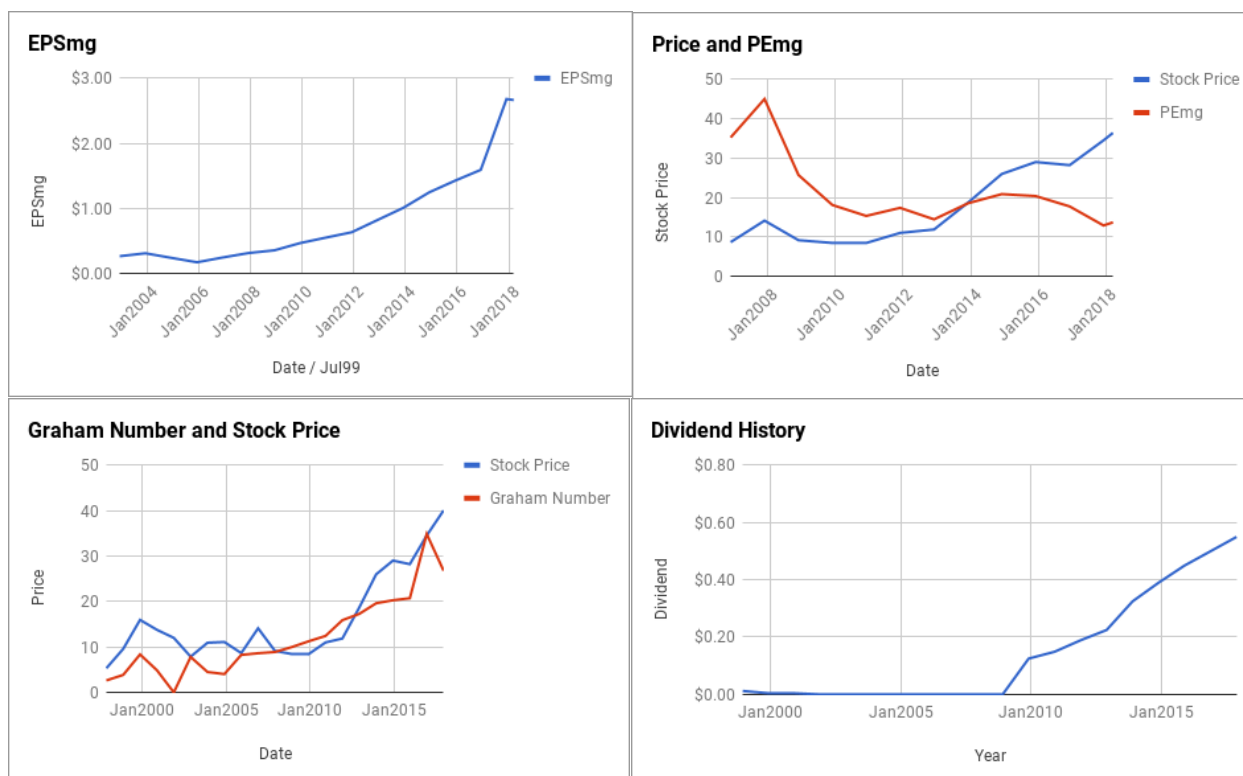 EPSmg
$3.00
$2.00
$1.00
$0.00
EPSmg
EPSmg
Jan2004
Jan2006
Jan2008
Jan2010
Jan2012
Jan2014
Jan2016
Jan2018
Date / Jul99
Price and PEmg
50
40
30
20
10
0
Stock Price
Stock Price
PEmg
Jan2008
Jan2010
Jan2012
Jan2014
Jan2016
Jan2018
Date
Graham Number and Stock Price
50
40
30
20
10
0
Price
Stock Price
Graham Number
Jan2000
Jan2005
Jan2010
Jan2015
Date
Dividend History
$0.80
$0.60
$0.40
$0.20
$0.00
Dividend
Jan2000
Jan2005
Jan2010
Jan2015
Year